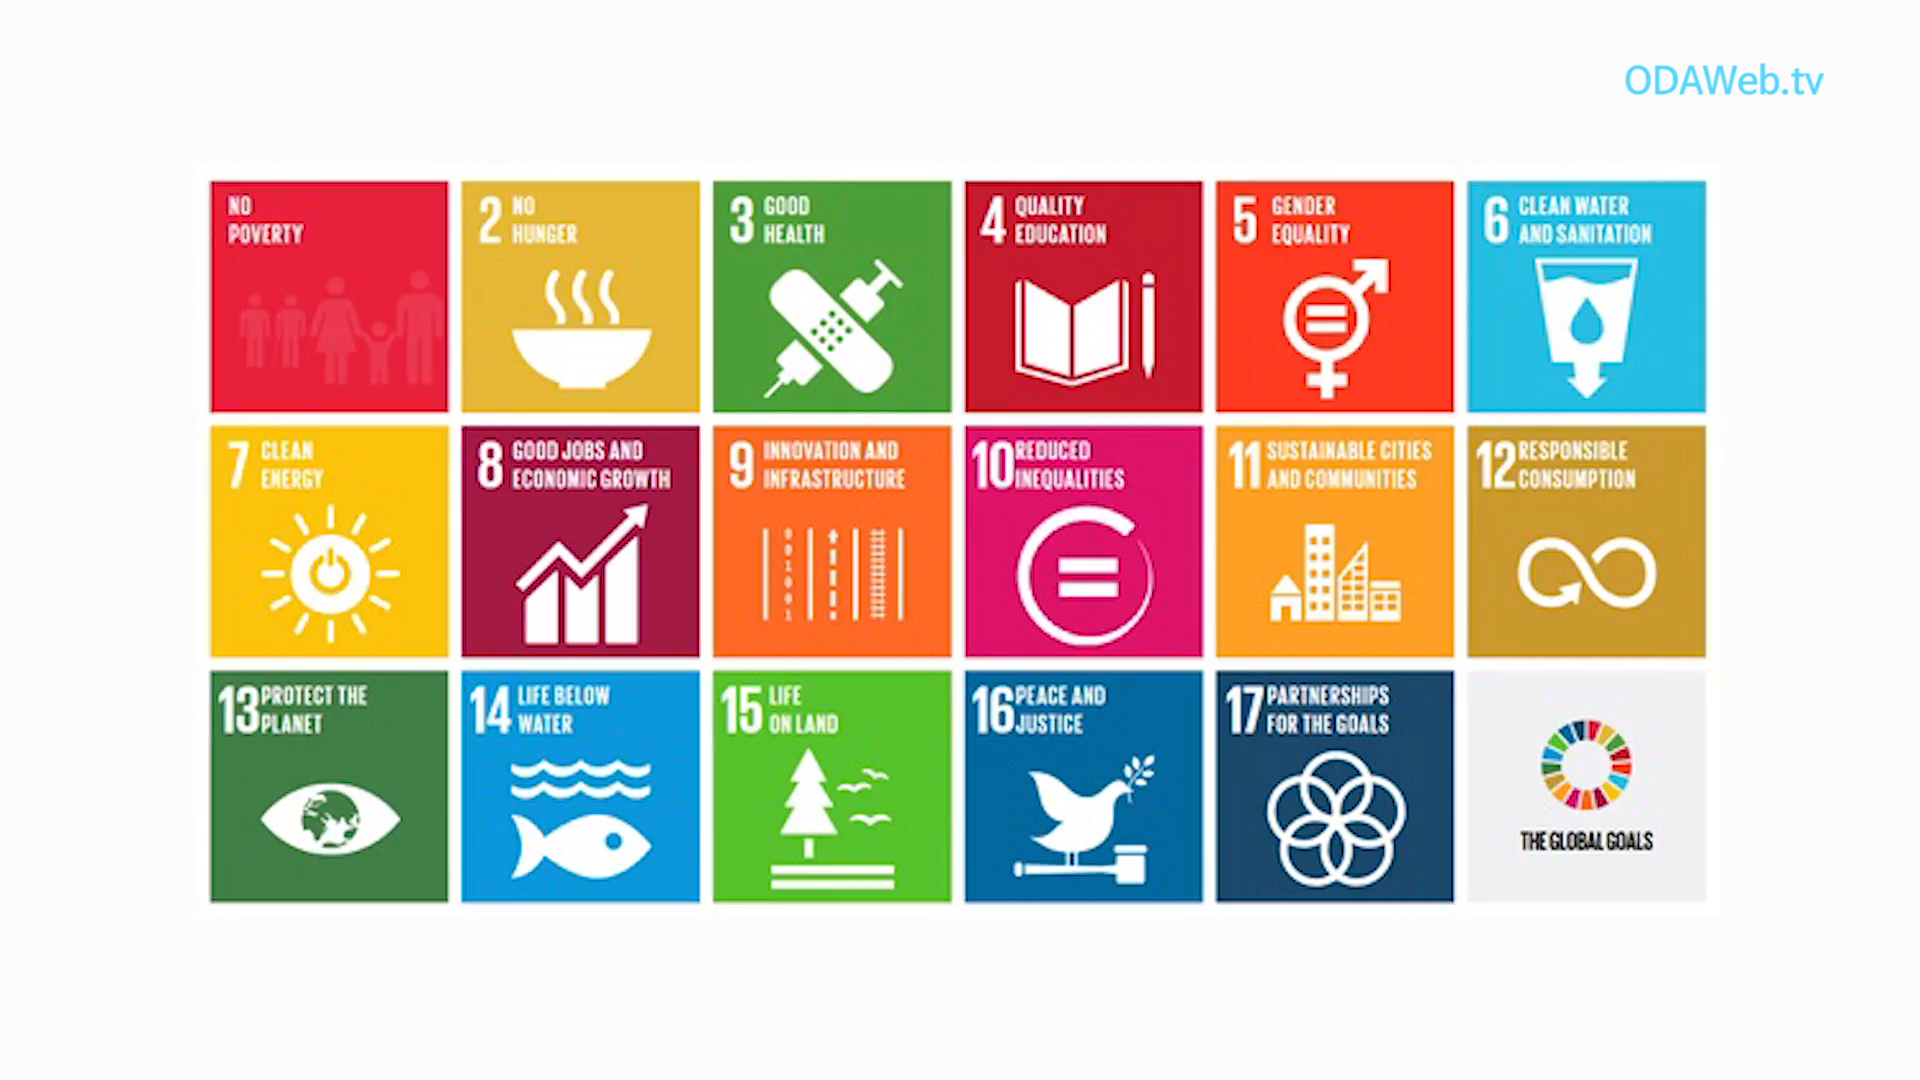 ODAWeb.tv
NO
POVERTY
2 NO
HUNGER
3 GOOD
HEALTH
4 QUALITY
EDUCATION
5 GENDER
EQUALITY
6 CLEAN WATER
AND SANITATION
7 CLEAN
ENERGY
8 GOOD JOBS AND
ECONOMIC GROWTH
9 INNOVATION AND
INFRASTRUCTURE
10 REDUCED
INEQUALITIES
11 SUSTAINABLE CITIES
AND COMMUNITIES
12 RESPONSIBLE
CONSUMPTION
13 PROTECT THE
PLANET
14 LIFE BELOW
WATER
15 LIFE
ON LAND
16 PEACE AND
JUSTICE
17 PARTNERSHIPS
FOR THE GOALS
THE GLOBAL GOALS